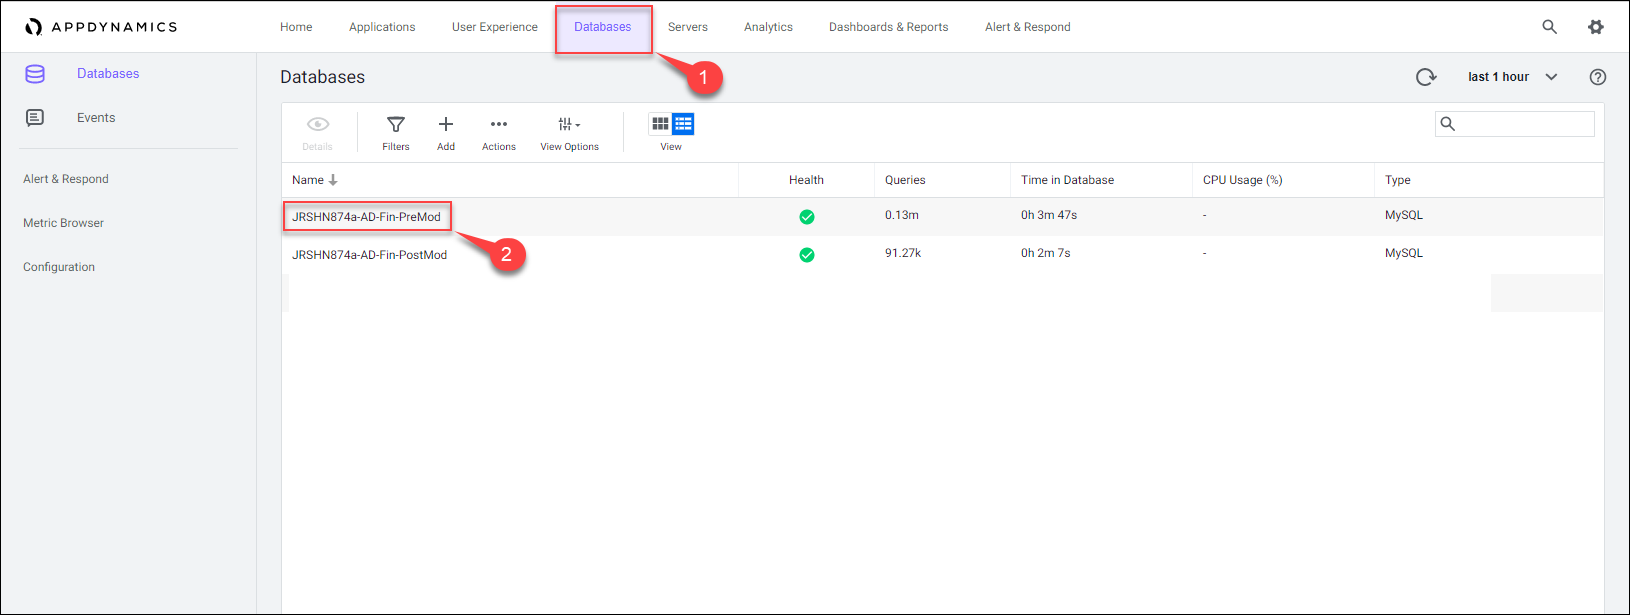 APPDYNAMICS Home Applications User Experience Databases Servers Analytics Dashboards & Reports Alert & Respond
1
Databases
Events
Alert & Respond
Metric Browser
Configuration
Databases last 1 hour ?
Details Filters Add Actions View Options View
Name Health Queries Time in Database CPU Usage (%) Type
JRSHN874a-AD-Fin-PreMod 0.13m 0h 3m 47s - MySQL
2
JRSHN874a-AD-Fin-PostMod 91.27k 0h 2m 7s - MySQL